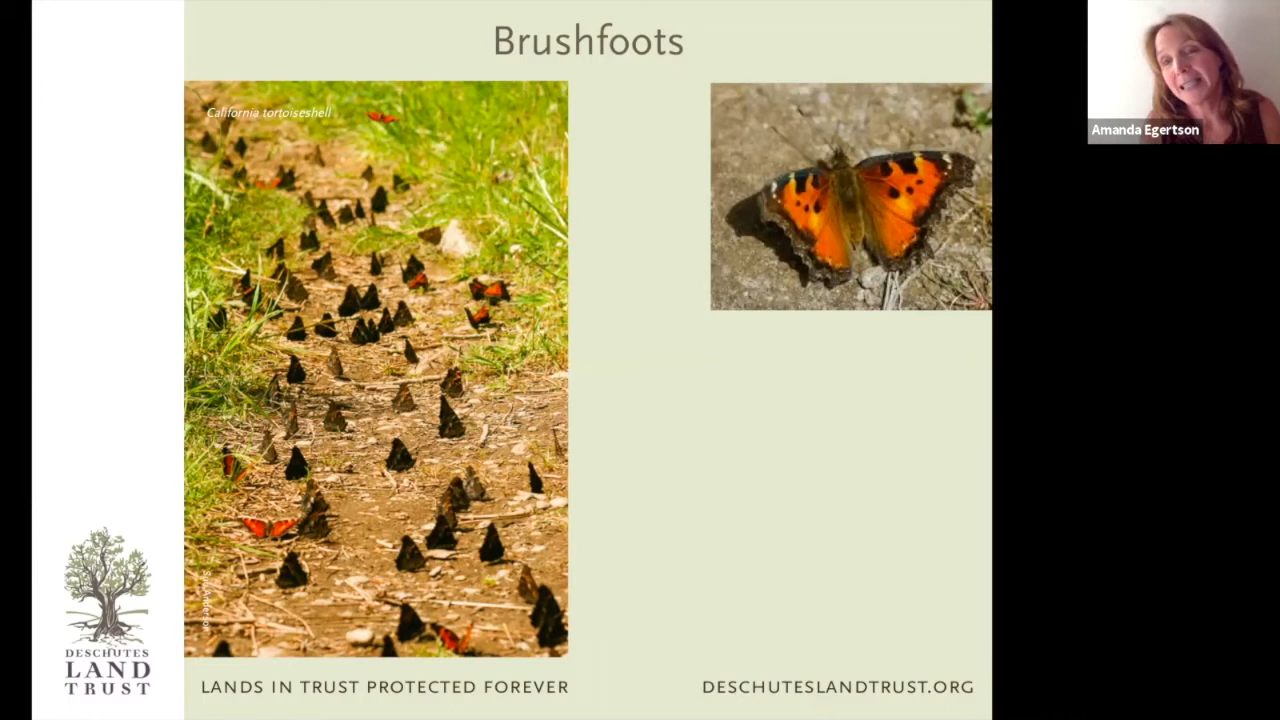 Brushfoots
California tortoiseshell
Amanda Egertson
DESCHUTES
LAND
TRUST
LANDS IN TRUST PROTECTED FOREVER
DESCHUTESLANDTRUST.ORG